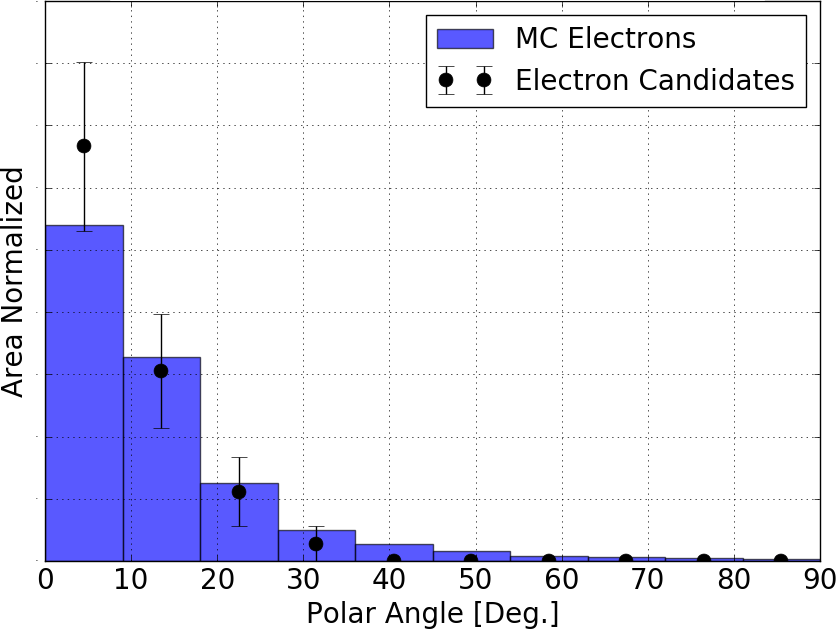 MC Electrons
Electron Candidates
Area Normalized
0 10 20 30 40 50 60 70 80 90
Polar Angle [Deg.]